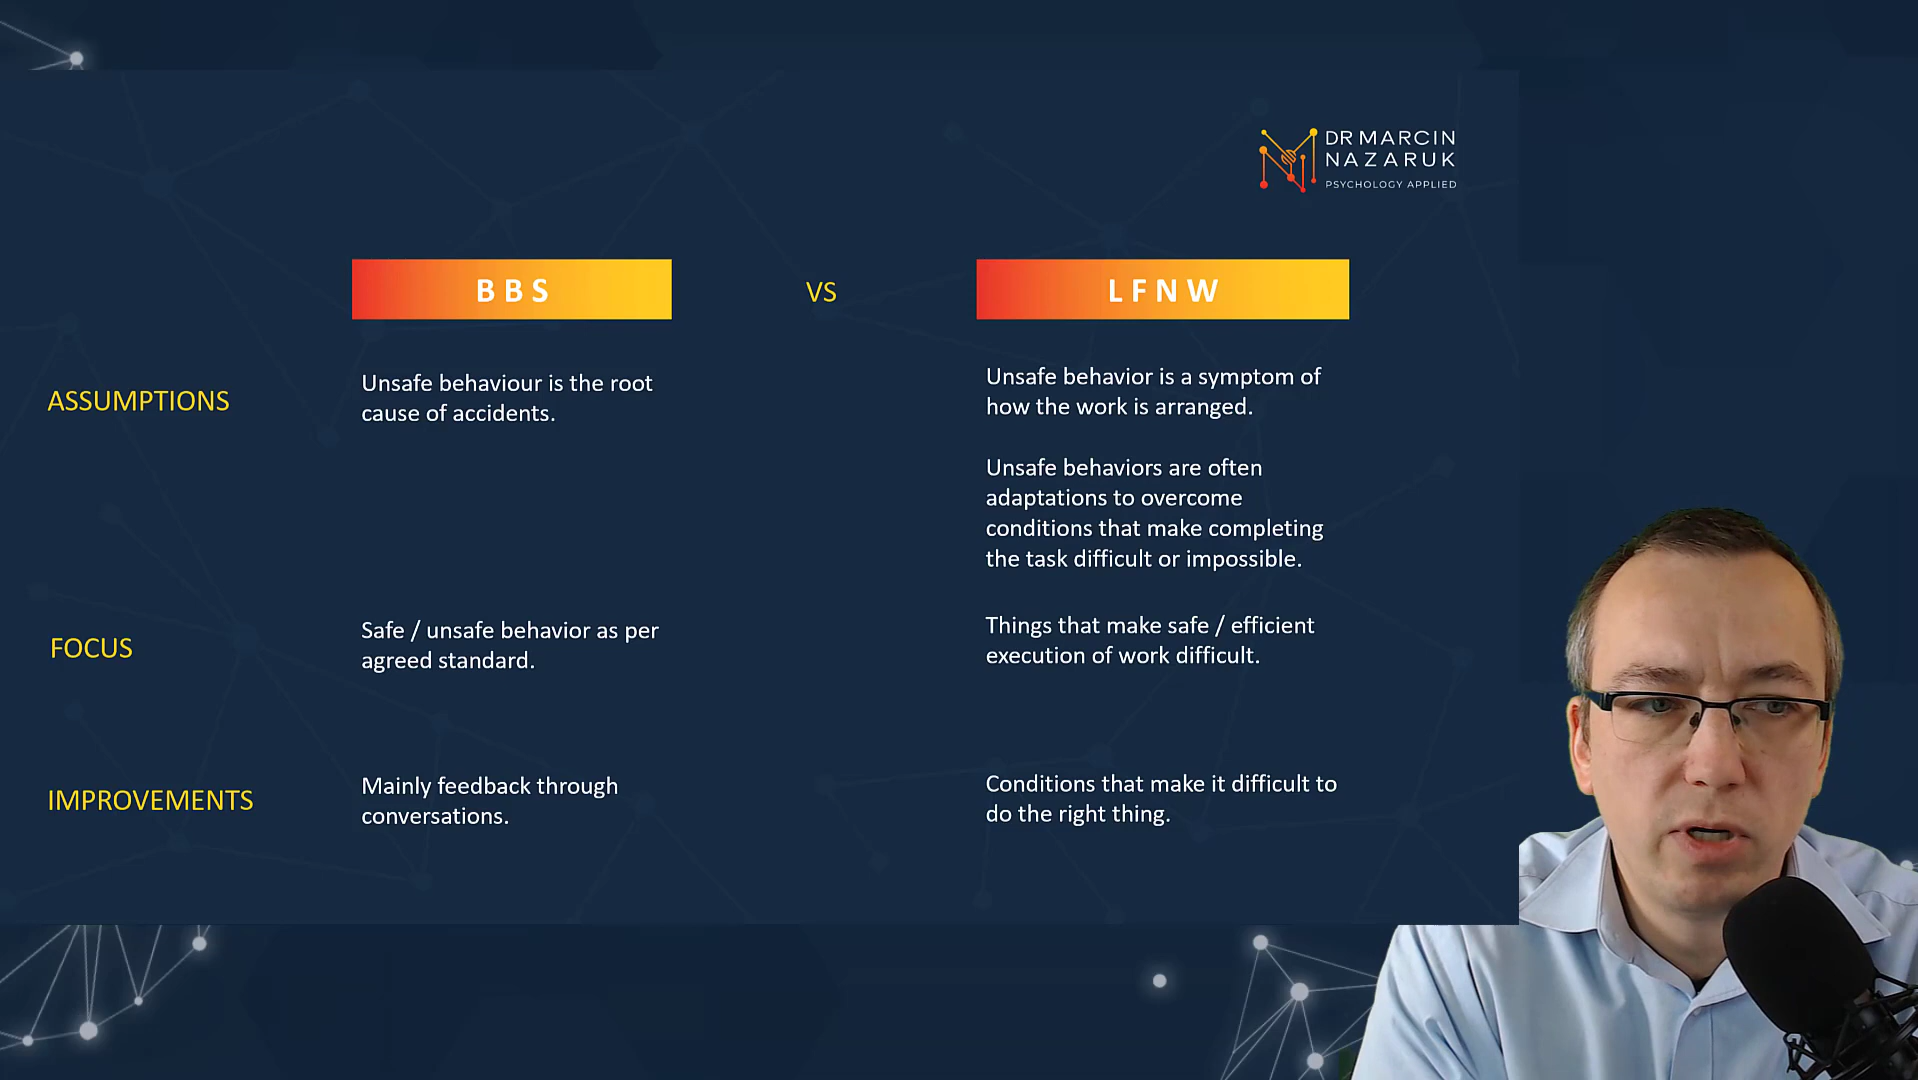 DR MARCIN
NAZARUK
PSYCHOLOGY APPLIED
BBS
VS
LFNW
ASSUMPTIONS
Unsafe behaviour is the root
cause of accidents.
Unsafe behavior is a symptom of
how the work is arranged.
Unsafe behaviors are often
adaptations to overcome
conditions that make completing
the task difficult or impossible.
FOCUS
Safe / unsafe behavior as per
agreed standard.
Things that make safe / efficient
execution of work difficult.
IMPROVEMENTS
Mainly feedback through
conversations.
Conditions that make it difficult to
do the right thing.